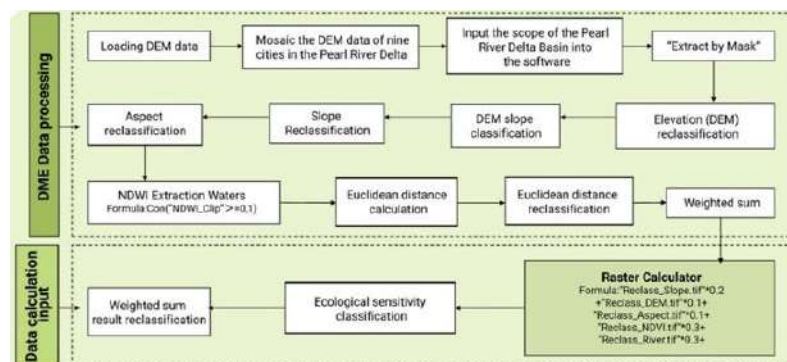 DME Data processing
Loading DEM data
Mosaic the DEM data of nine
cities in the Pearl River Delta
Input the scope of the Pearl
River Delta Basin into
the software
"Extract by Mask"
Elevation (DEM)
reclassification
DEM slope
classification
Slope
Reclassification
Aspect
reclassification
NDWI Extraction Waters
Formula:Con("NDWI_Clip">=0,1)
Euclidean distance
calculation
Euclidean distance
reclassification
Weighted sum
Data calculation
input
Raster Calculator
Formula:"Reclass_Slope.tif"*0.2
+"Reclass_DEM.tif"*0.1+
"Reclass_Aspect.tif"*0.1+
"Reclass_NDVI.tif"*0.3+
"Reclass_River.tif"*0.3+
Ecological sensitivity
classification
Weighted sum
result reclassification